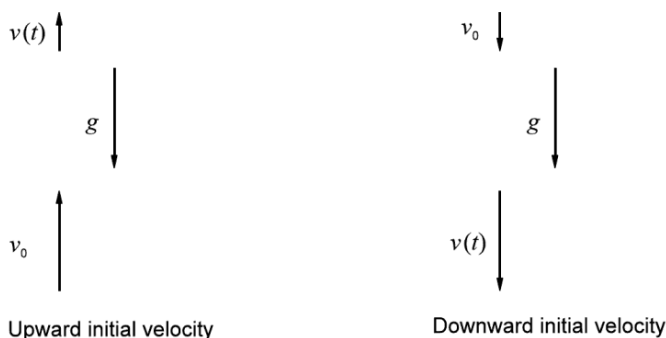 v(t)
g
v₀
Upward initial velocity
v₀
g
v(t)
Downward initial velocity